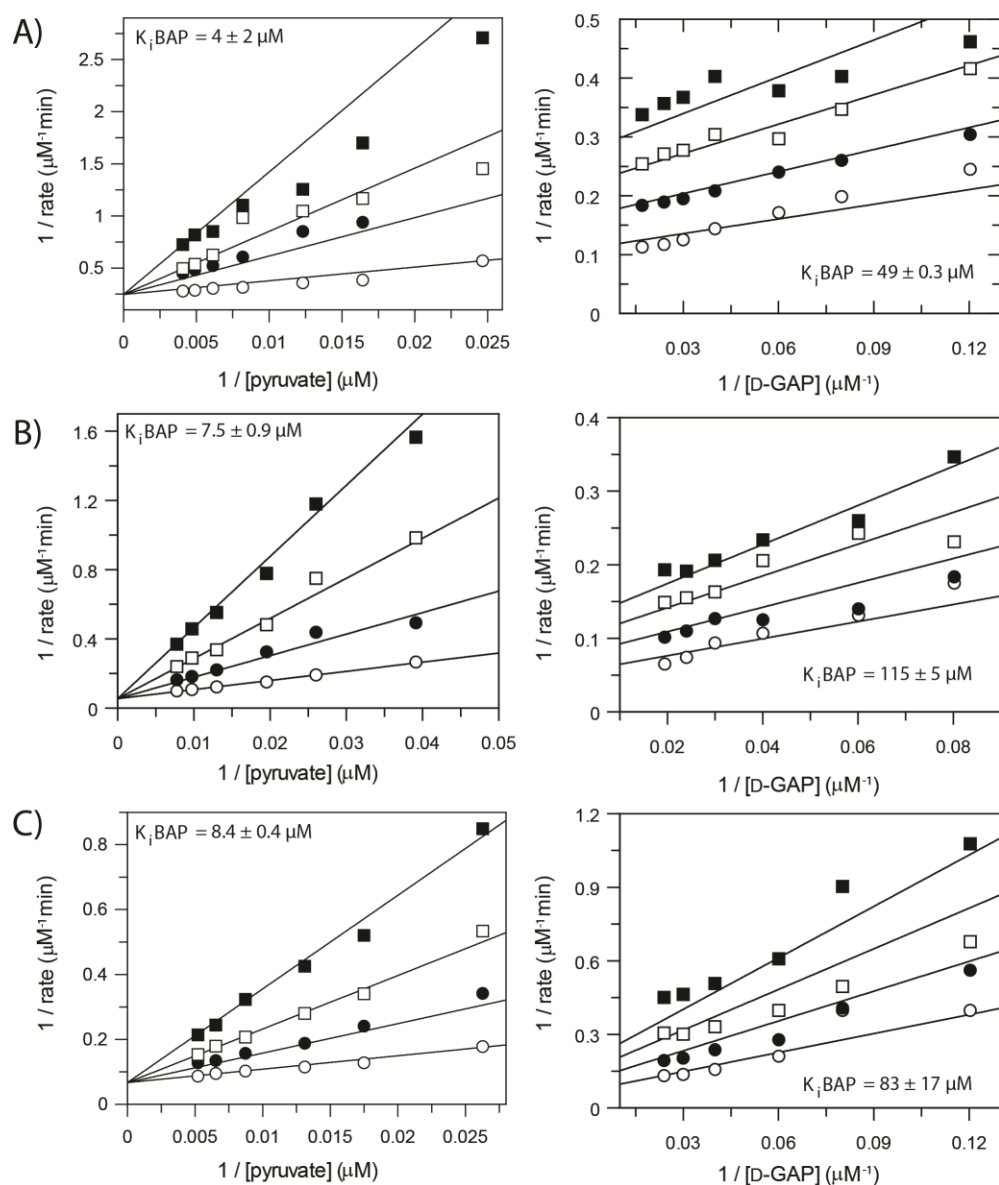 A)
KᵢBAP = 4 ± 2 µM
2.5
2
1.5
1
0.5
1 / rate (µM⁻¹min)
0
0.005
0.01
0.015
0.02
0.025
1 / [pyruvate] (µM)
0.5
0.4
0.3
0.2
0.1
0
1 / rate (µM⁻¹min)
KᵢBAP = 49 ± 0.3 µM
0.03
0.06
0.09
0.12
1 / [D-GAP] (µM⁻¹)
B)
KᵢBAP = 7.5 ± 0.9 µM
1.6
1.2
0.8
0.4
0
1 / rate (µM⁻¹min)
0
0.01
0.02
0.03
0.04
0.05
1 / [pyruvate] (µM)
0.4
0.3
0.2
0.1
0
1 / rate (µM⁻¹min)
KᵢBAP = 115 ± 5 µM
0.02
0.04
0.06
0.08
1 / [D-GAP] (µM⁻¹)
C)
KᵢBAP = 8.4 ± 0.4 µM
0.8
0.6
0.4
0.2
0
1 / rate (µM⁻¹min)
0
0.005
0.01
0.015
0.02
0.025
1 / [pyruvate] (µM)
1.2
0.9
0.6
0.3
0
1 / rate (µM⁻¹min)
KᵢBAP = 83 ± 17 µM
0.03
0.06
0.09
0.12
1 / [D-GAP] (µM⁻¹)